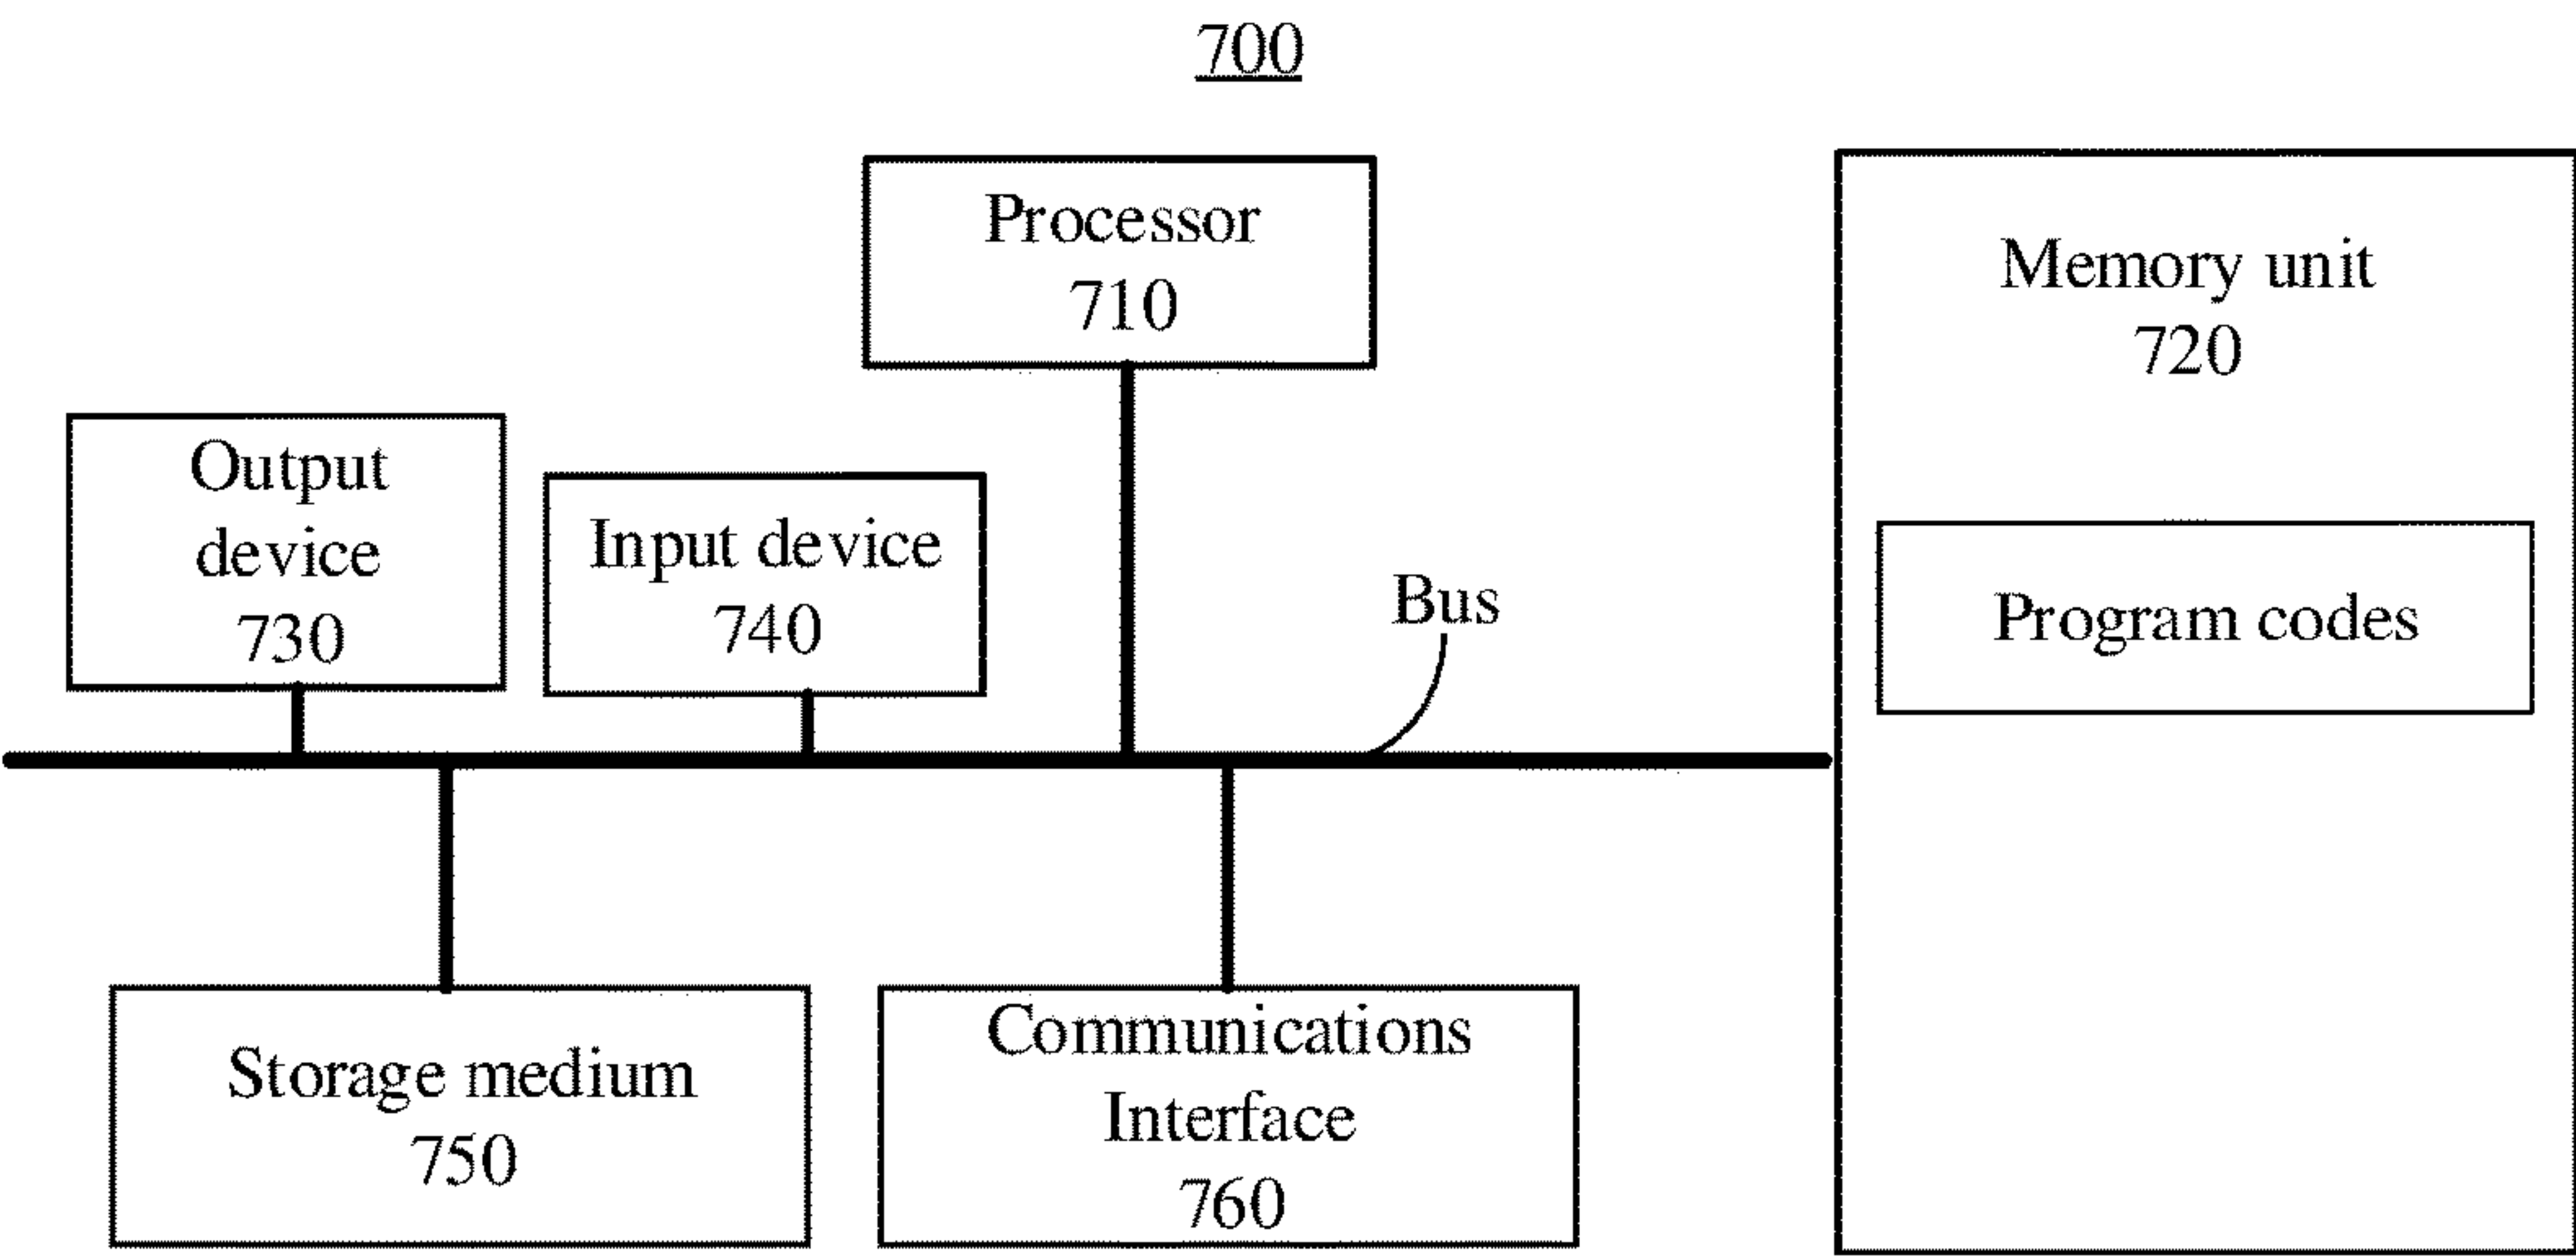 700
Processor
710
Memory unit
720
Output
device
730
Input device
740
Bus
Program codes
Storage medium
750
Communications
Interface
760